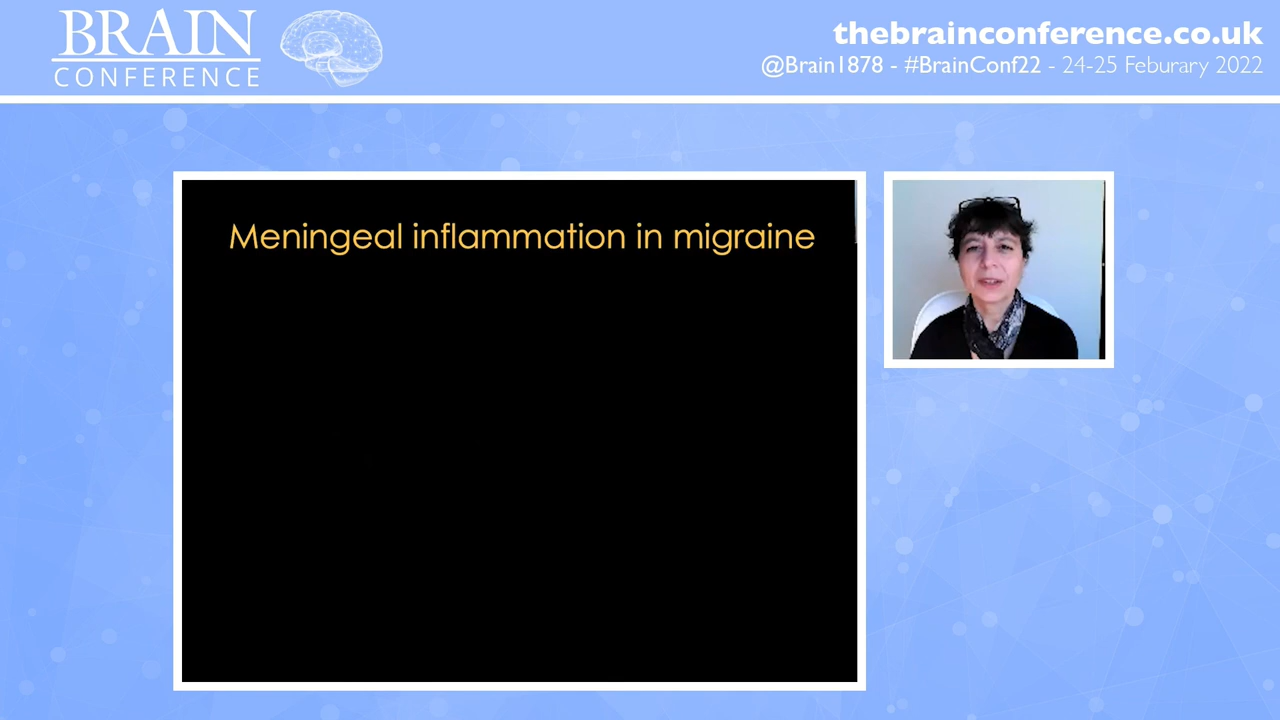 BRAIN
CONFERENCE
thebrainconference.co.uk
@Brain1878 - #BrainConf22 - 24-25 Feburary 2022
Meningeal inflammation in migraine